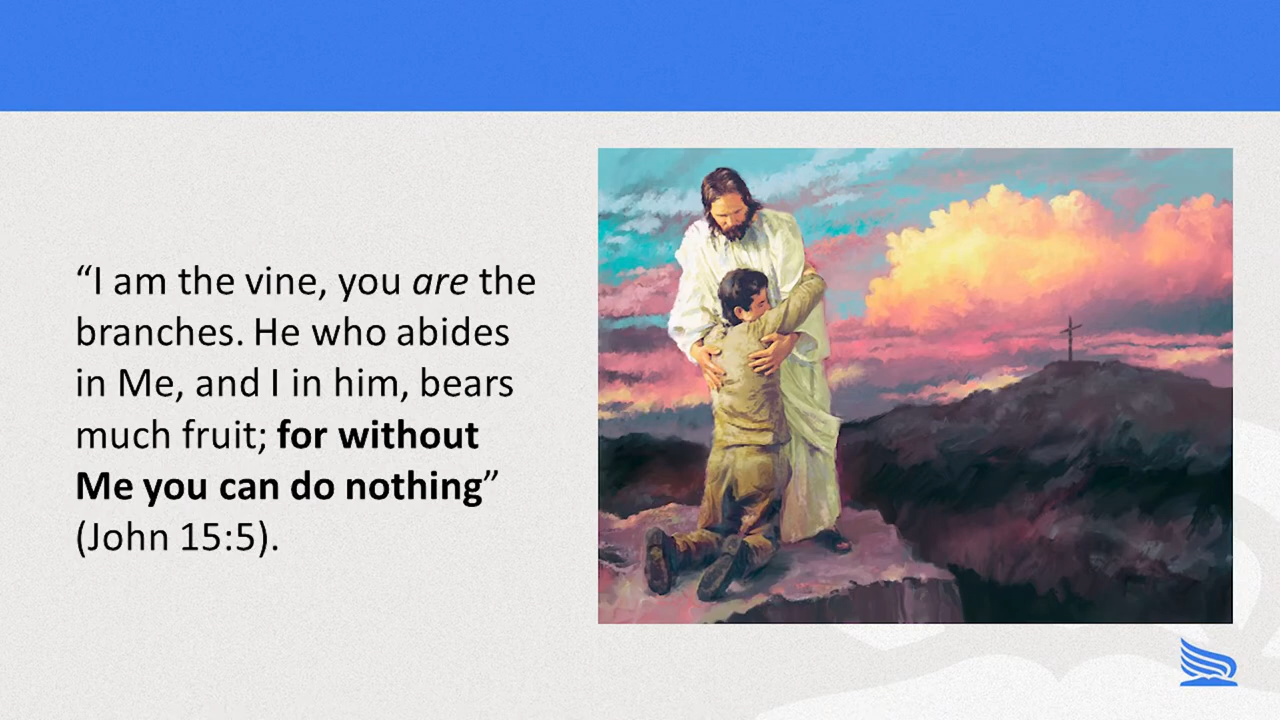 “I am the vine, you are the
branches. He who abides
in Me, and I in him, bears
much fruit; for without
Me you can do nothing”
(John 15:5).